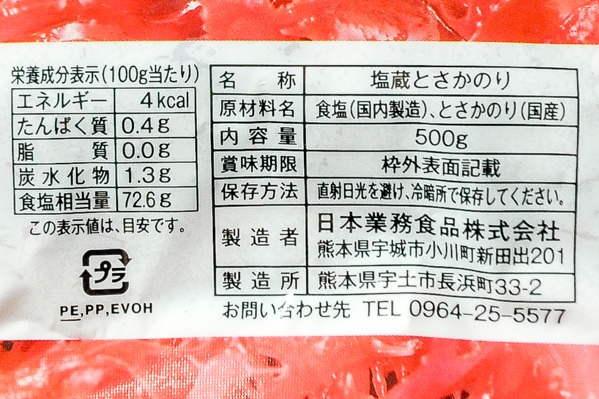 栄養成分表示(100g当たり)
エネルギー 4kcal
たんぱく質 0.4g
脂質 0.0g
炭水化物 1.3g
食塩相当量 72.6g
この表示値は、目安です。
プラ
PE,PP,EVOH
名称 塩蔵とさかのり
原材料名 食塩(国内製造)、とさかのり(国産)
内容量 500g
賞味期限 枠外表面記載
保存方法 直射日光を避け、冷暗所で保存してください。
製造者 日本業務食品株式会社
熊本県宇城市小川町新田出201
製造所 熊本県宇土市長浜町33-2
お問い合わせ先 TEL 0964-25-5577